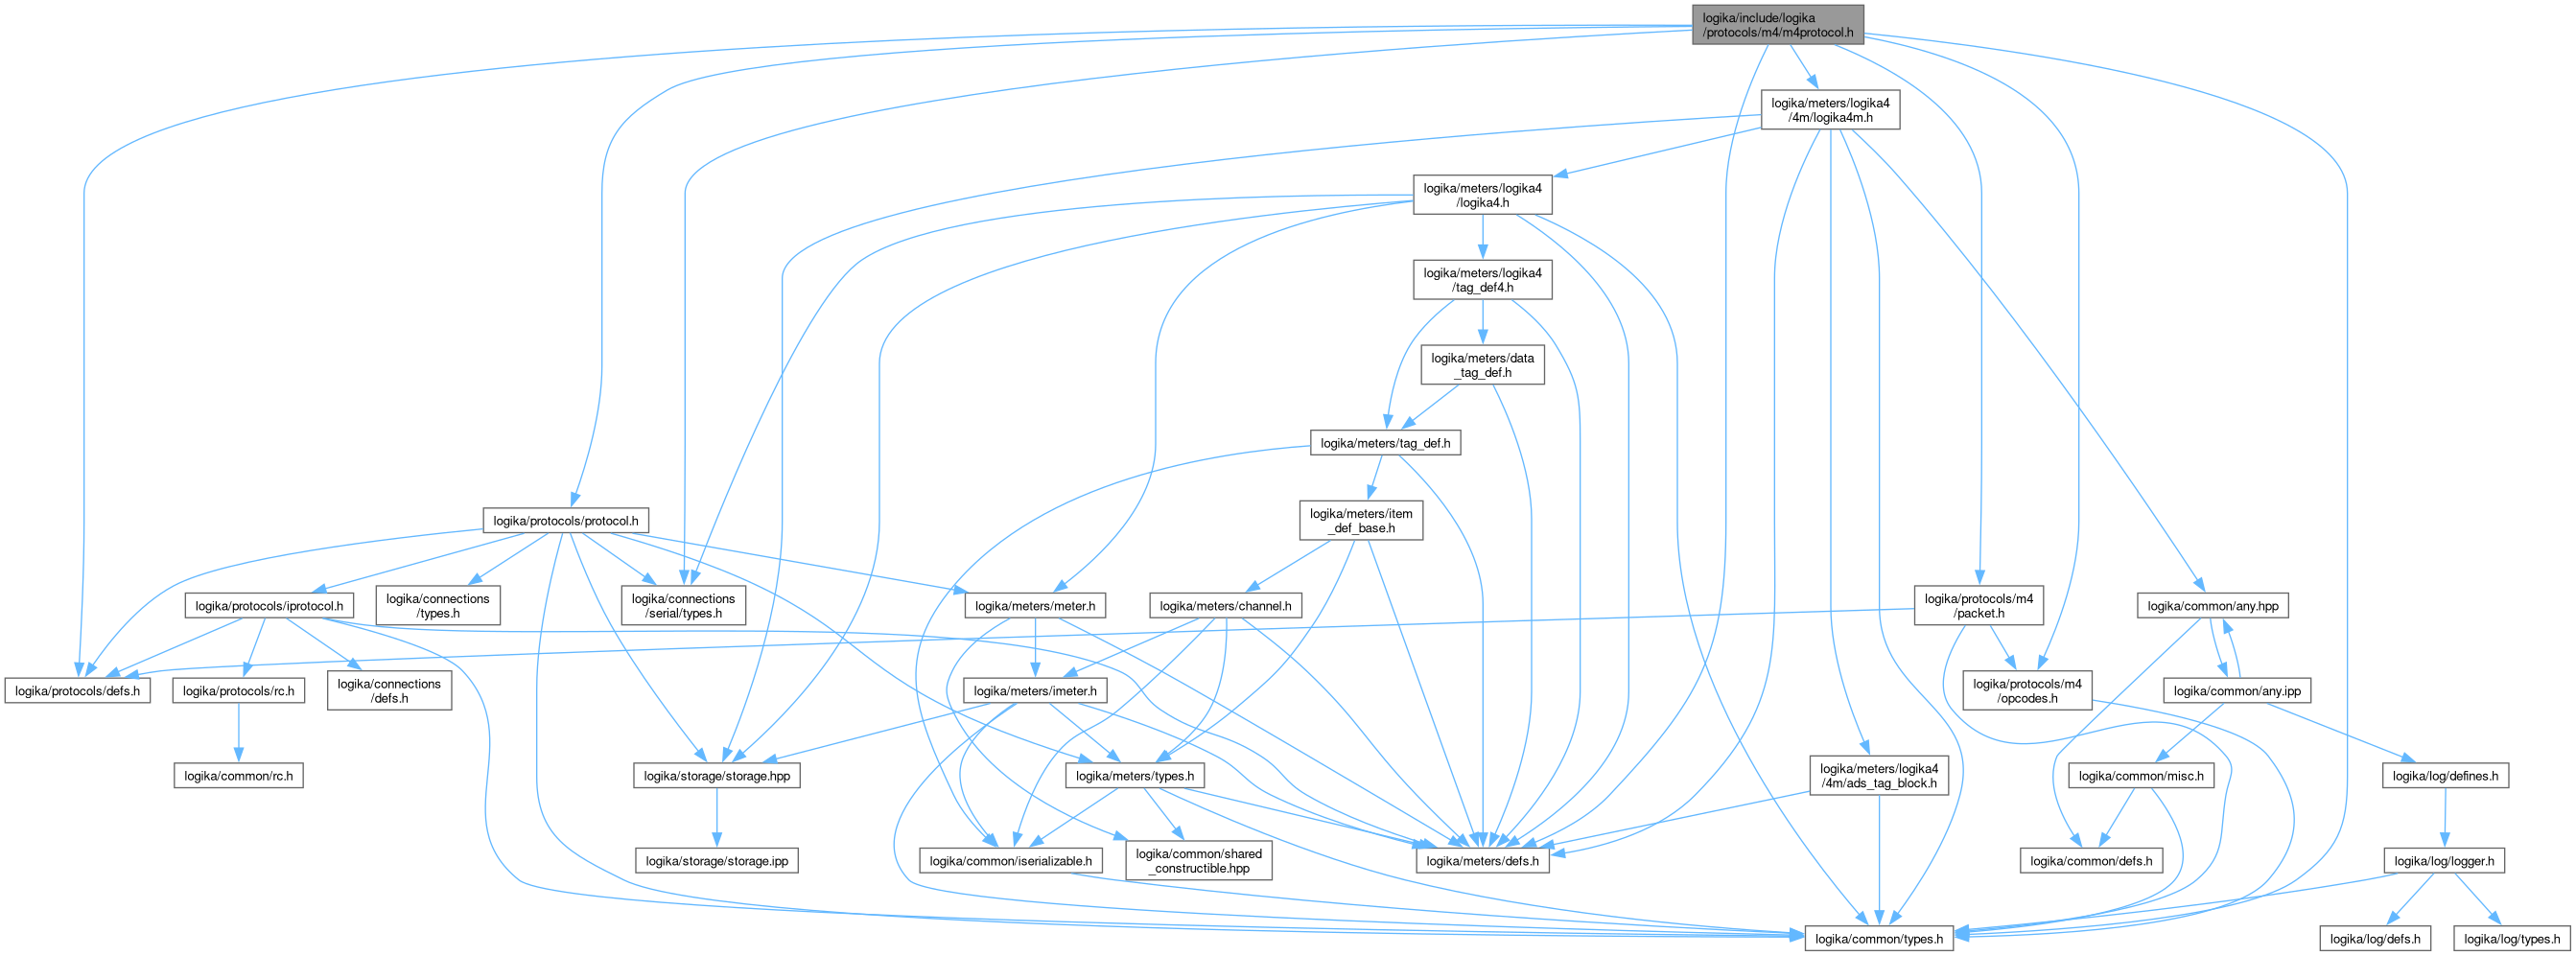 logika/include/logika
/protocols/m4/m4protocol.h
logika/meters/logika4
/4m/logika4m.h
logika/meters/logika4
/logika4.h
logika/meters/logika4
/tag_def4.h
logika/meters/data
_tag_def.h
logika/meters/tag_def.h
logika/protocols/protocol.h
logika/meters/item
_def_base.h
logika/protocols/iprotocol.h
logika/connections
/types.h
logika/connections
/serial/types.h
logika/meters/meter.h
logika/meters/channel.h
logika/protocols/m4
/packet.h
logika/common/any.hpp
logika/protocols/defs.h
logika/protocols/rc.h
logika/connections
/defs.h
logika/meters/imeter.h
logika/protocols/m4
/opcodes.h
logika/common/any.ipp
logika/common/rc.h
logika/storage/storage.hpp
logika/meters/types.h
logika/meters/logika4
/4m/ads_tag_block.h
logika/common/misc.h
logika/log/defines.h
logika/storage/storage.ipp
logika/common/iserializable.h
logika/common/shared
_constructible.hpp
logika/meters/defs.h
logika/common/defs.h
logika/log/logger.h
logika/common/types.h
logika/log/defs.h
logika/log/types.h